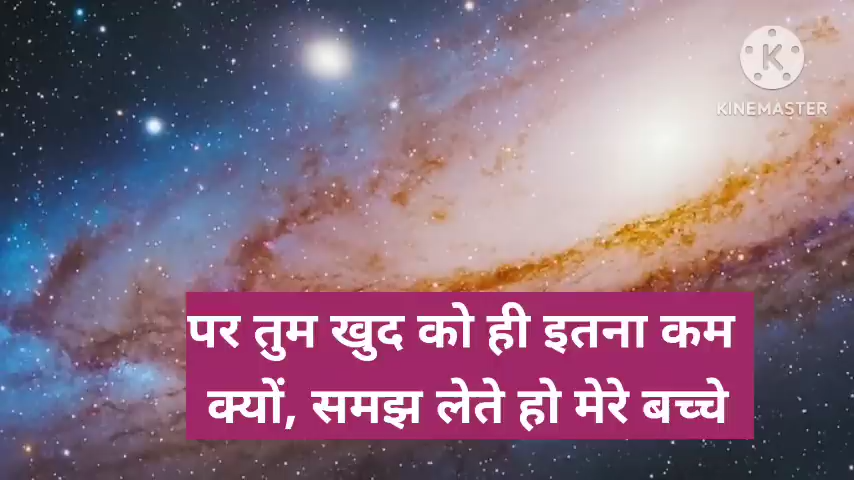 K
KINEMASTER
पर तुम खुद को ही इतना कम
क्यों, समझ लेते हो मेरे बच्चे